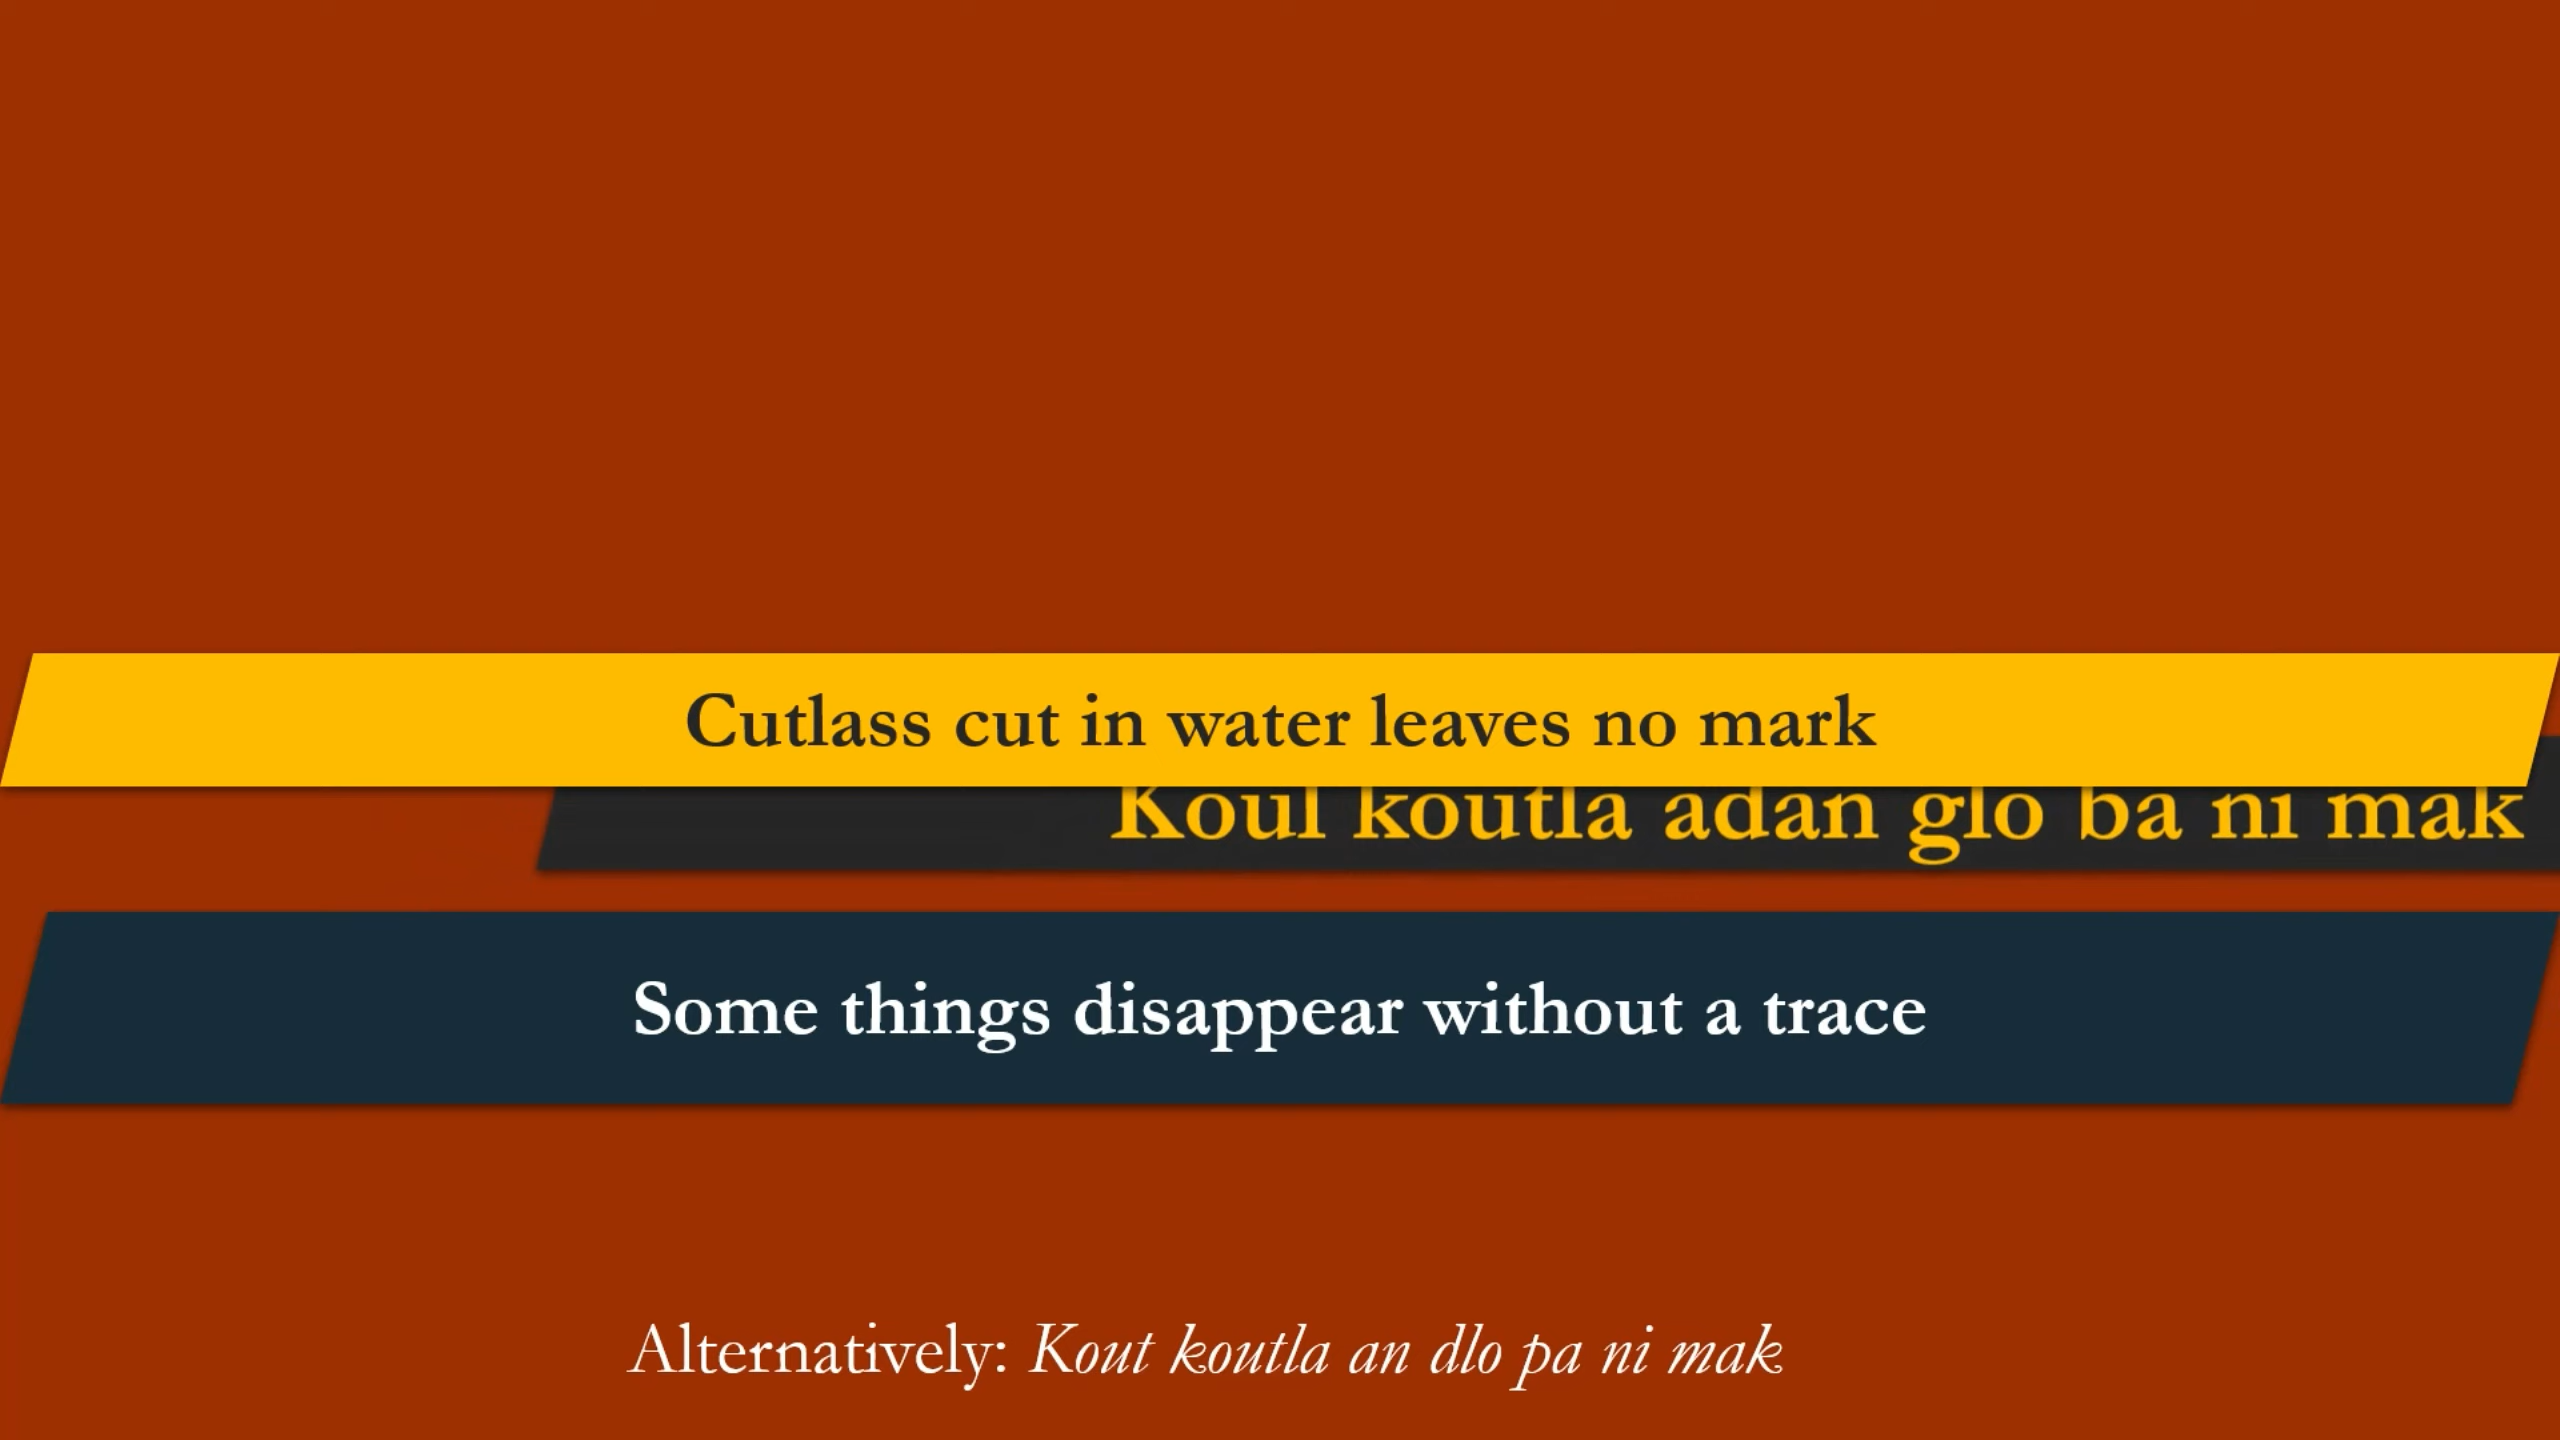 Cutlass cut in water leaves no mark
Koul koutla adan glo ba ni mak
Some things disappear without a trace
Alternatively: Kout koutla an dlo pa ni mak